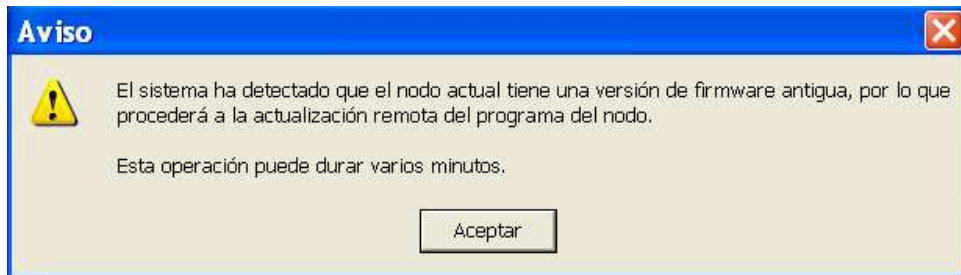 Aviso
El sistema ha detectado que el nodo actual tiene una versión de firmware antigua, por lo que
procederá a la actualización remota del programa del nodo.
Esta operación puede durar varios minutos.
Aceptar